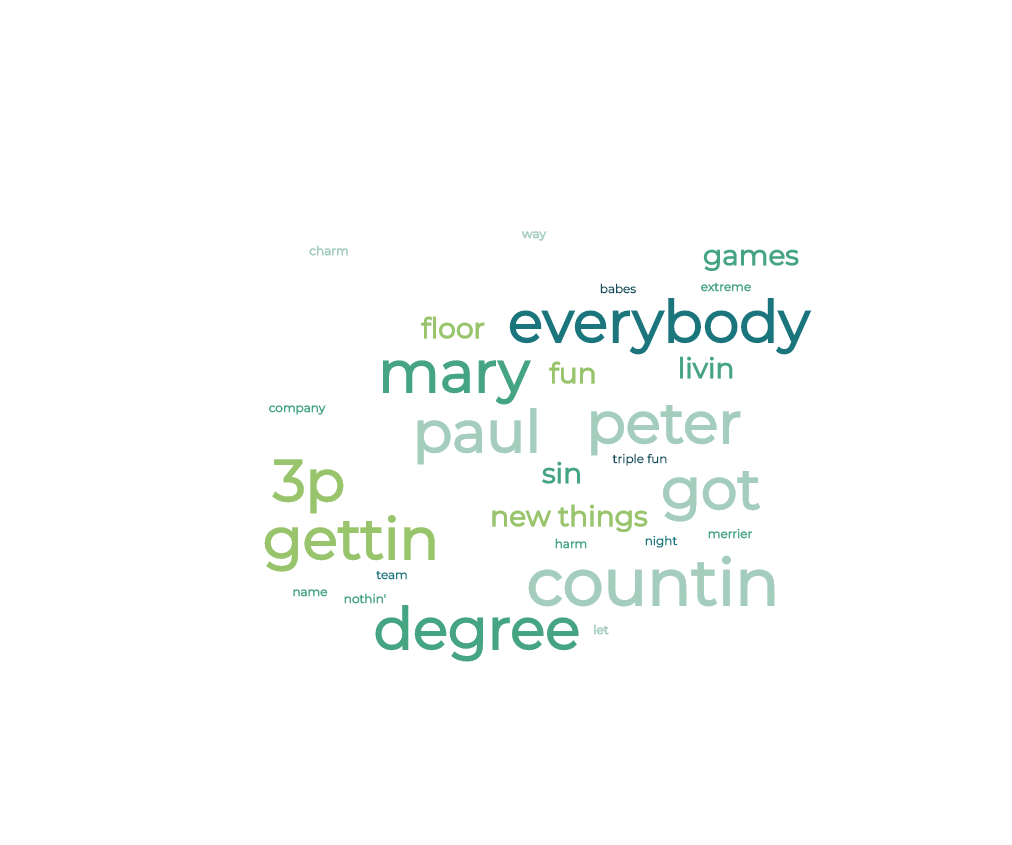 way
charm
games
babes
extreme
everybody
floor
mary
fun
livin
company
paul
peter
triple fun
3p
sin
got
new things
gettin
harm
night
merrier
team
countin
name
nothin'
degree
let